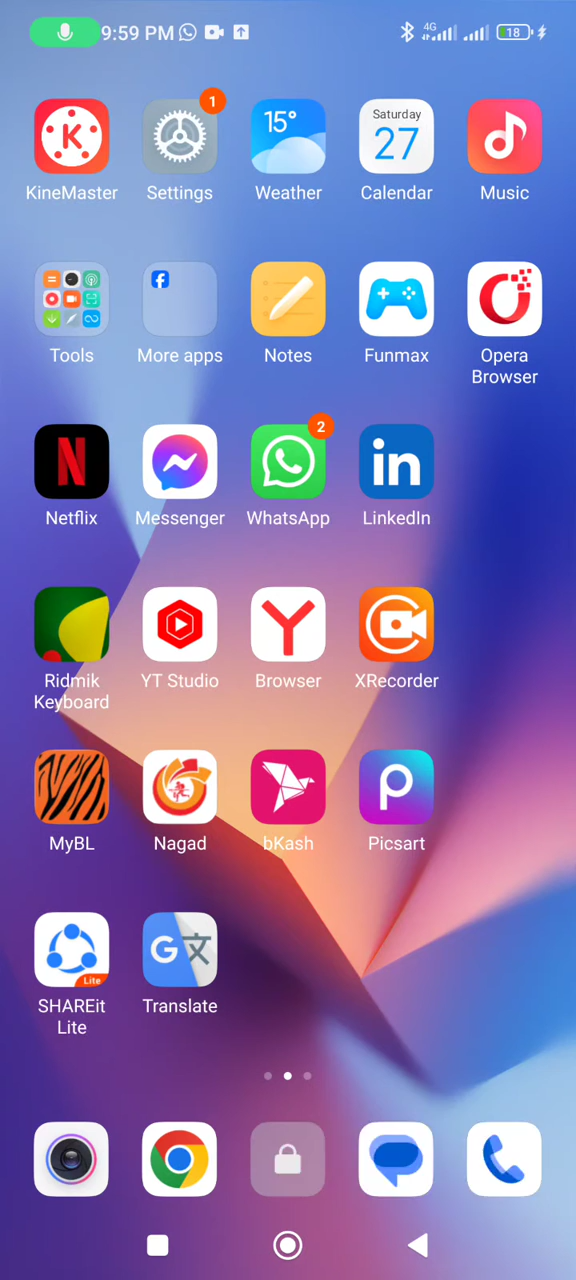 9:59 PM 4G 18
1
15°
Saturday
27
KineMaster Settings Weather Calendar Music
Tools More apps Notes Funmax Opera
Browser
2
N in
Netflix Messenger WhatsApp LinkedIn
Ridmik YT Studio Browser XRecorder
Keyboard
MyBL Nagad bKash Picsart
G 文
Lite
SHAREit Translate
Lite